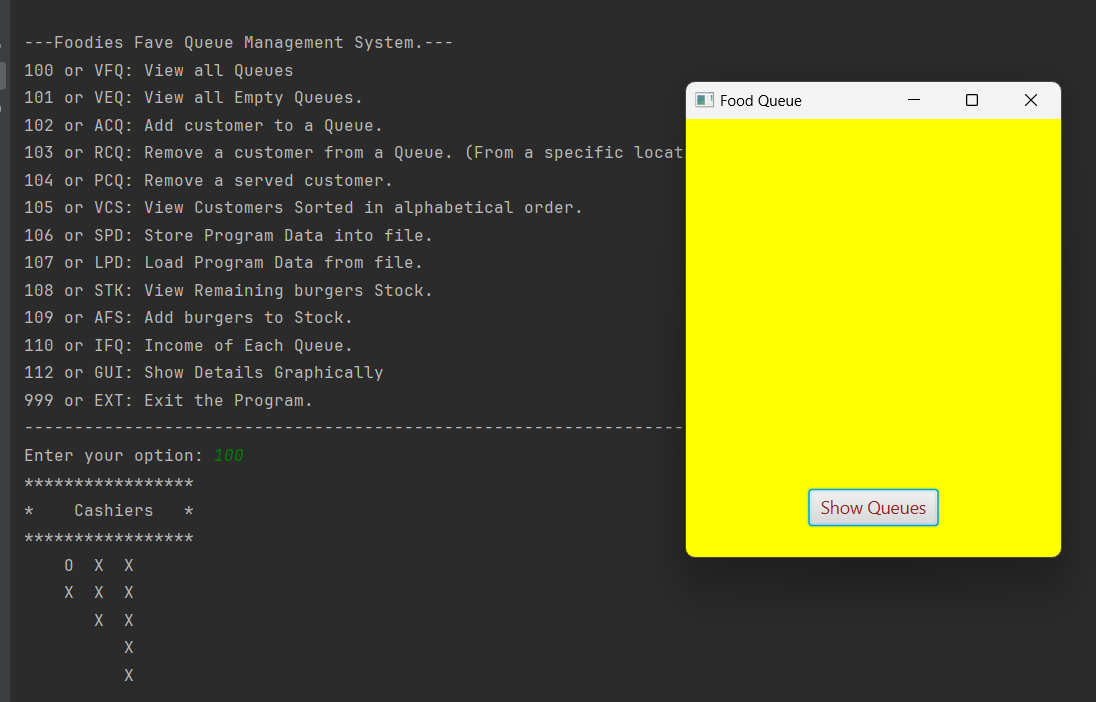 ---Foodies Fave Queue Management System.---
100 or VFQ: View all Queues
101 or VEQ: View all Empty Queues.
102 or ACQ: Add customer to a Queue.
103 or RCQ: Remove a customer from a Queue. (From a specific locat
104 or PCQ: Remove a served customer.
105 or VCS: View Customers Sorted in alphabetical order.
106 or SPD: Store Program Data into file.
107 or LPD: Load Program Data from file.
108 or STK: View Remaining burgers Stock.
109 or AFS: Add burgers to Stock.
110 or IFQ: Income of Each Queue.
112 or GUI: Show Details Graphically
999 or EXT: Exit the Program.
------------------------------------------------------------------
Enter your option: 100
*****************
*    Cashiers   *
*****************
    O  X  X
    X  X  X
       X  X
          X
          X
Food Queue
Show Queues